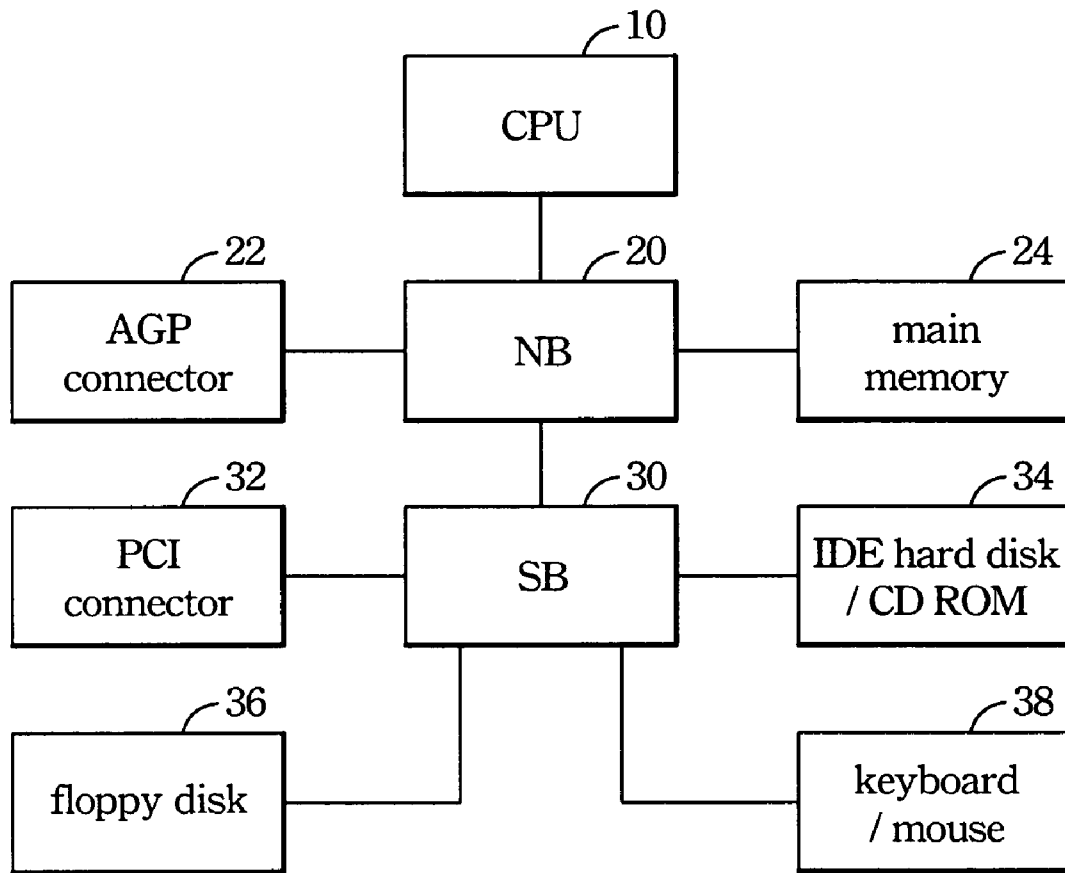 10
CPU
22
20
24
AGP
connector
NB
main
memory
32
30
34
PCI
connector
SB
IDE hard disk
/ CD ROM
36
38
floppy disk
keyboard
/ mouse